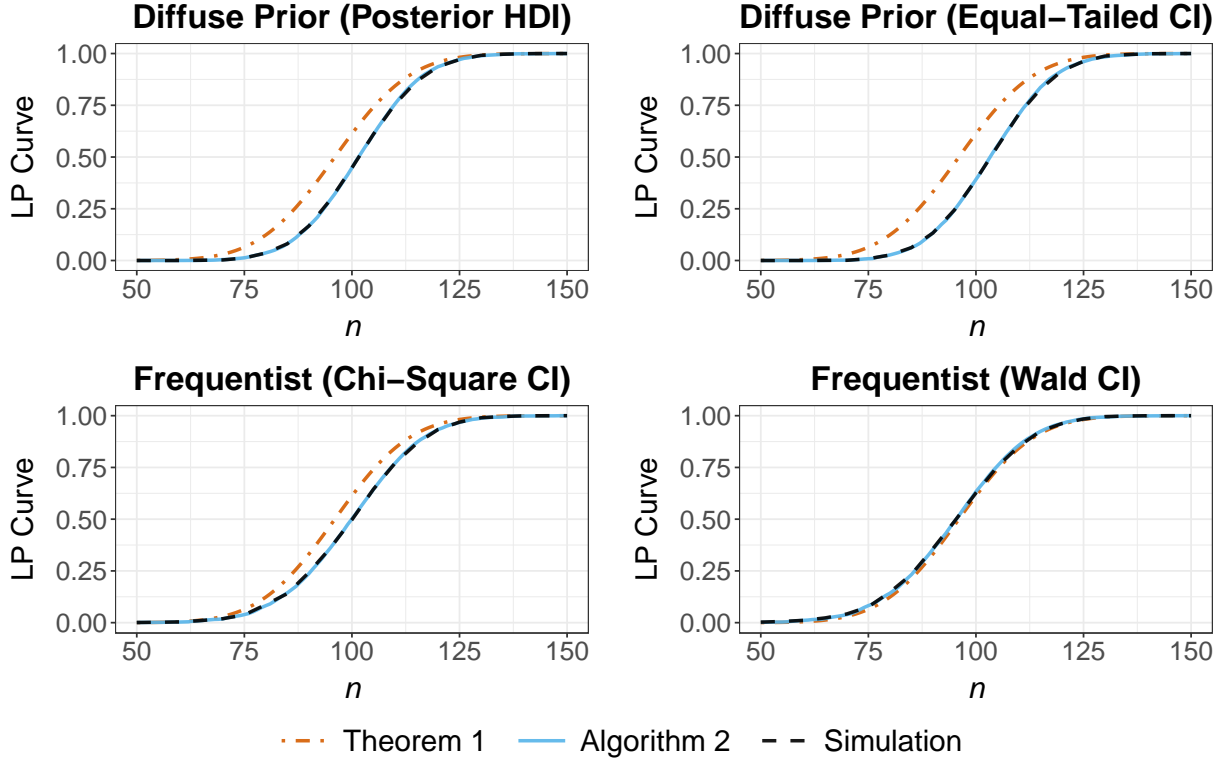 Diffuse Prior (Posterior HDI)
Diffuse Prior (Equal−Tailed CI)
LP Curve
1.00
0.75
0.50
0.25
0.00
50 75 100 125 150
n
LP Curve
1.00
0.75
0.50
0.25
0.00
50 75 100 125 150
n
Frequentist (Chi−Square CI)
Frequentist (Wald CI)
LP Curve
1.00
0.75
0.50
0.25
0.00
50 75 100 125 150
n
LP Curve
1.00
0.75
0.50
0.25
0.00
50 75 100 125 150
n
Theorem 1 Algorithm 2 Simulation